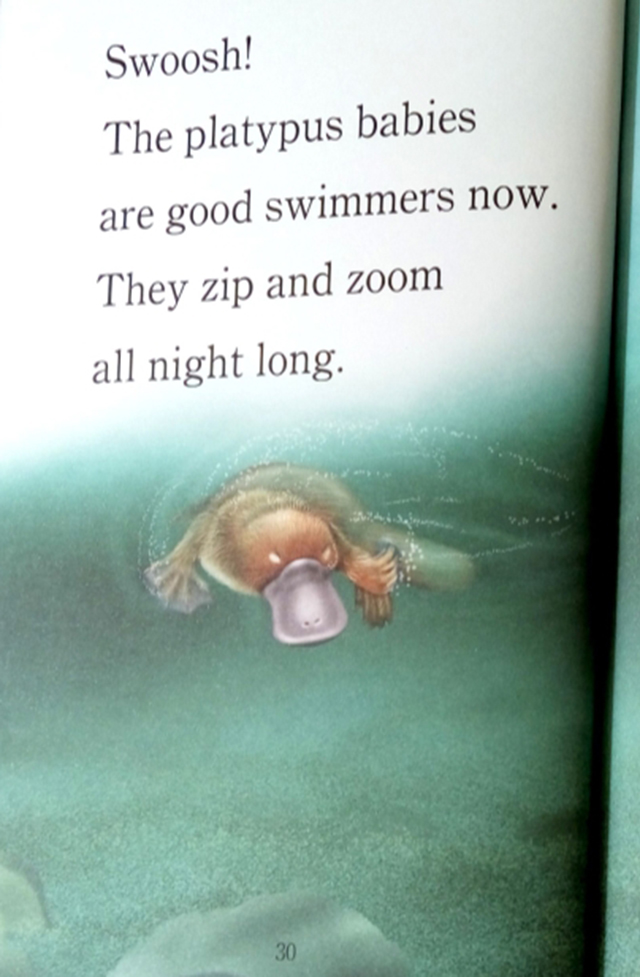 Swoosh!
The platypus babies
are good swimmers now.
They zip and zoom
all night long.
30